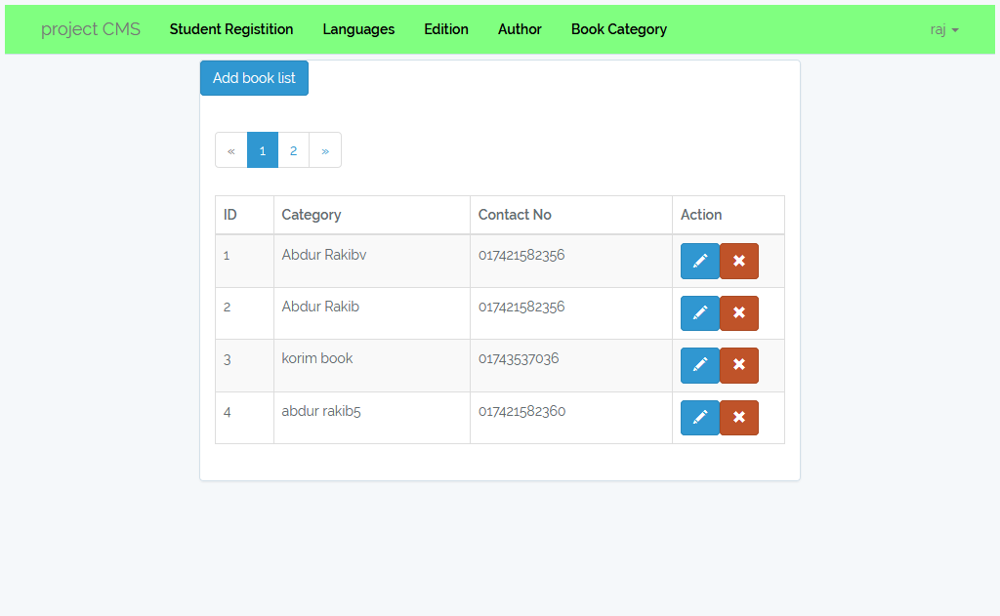 project CMS Student Registition Languages Edition Author Book Category raj
Add book list
« 1 2 »
ID Category Contact No Action
1 Abdur Rakibv 017421582356
2 Abdur Rakib 017421582356
3 korim book 01743537036
4 abdur rakib5 017421582360